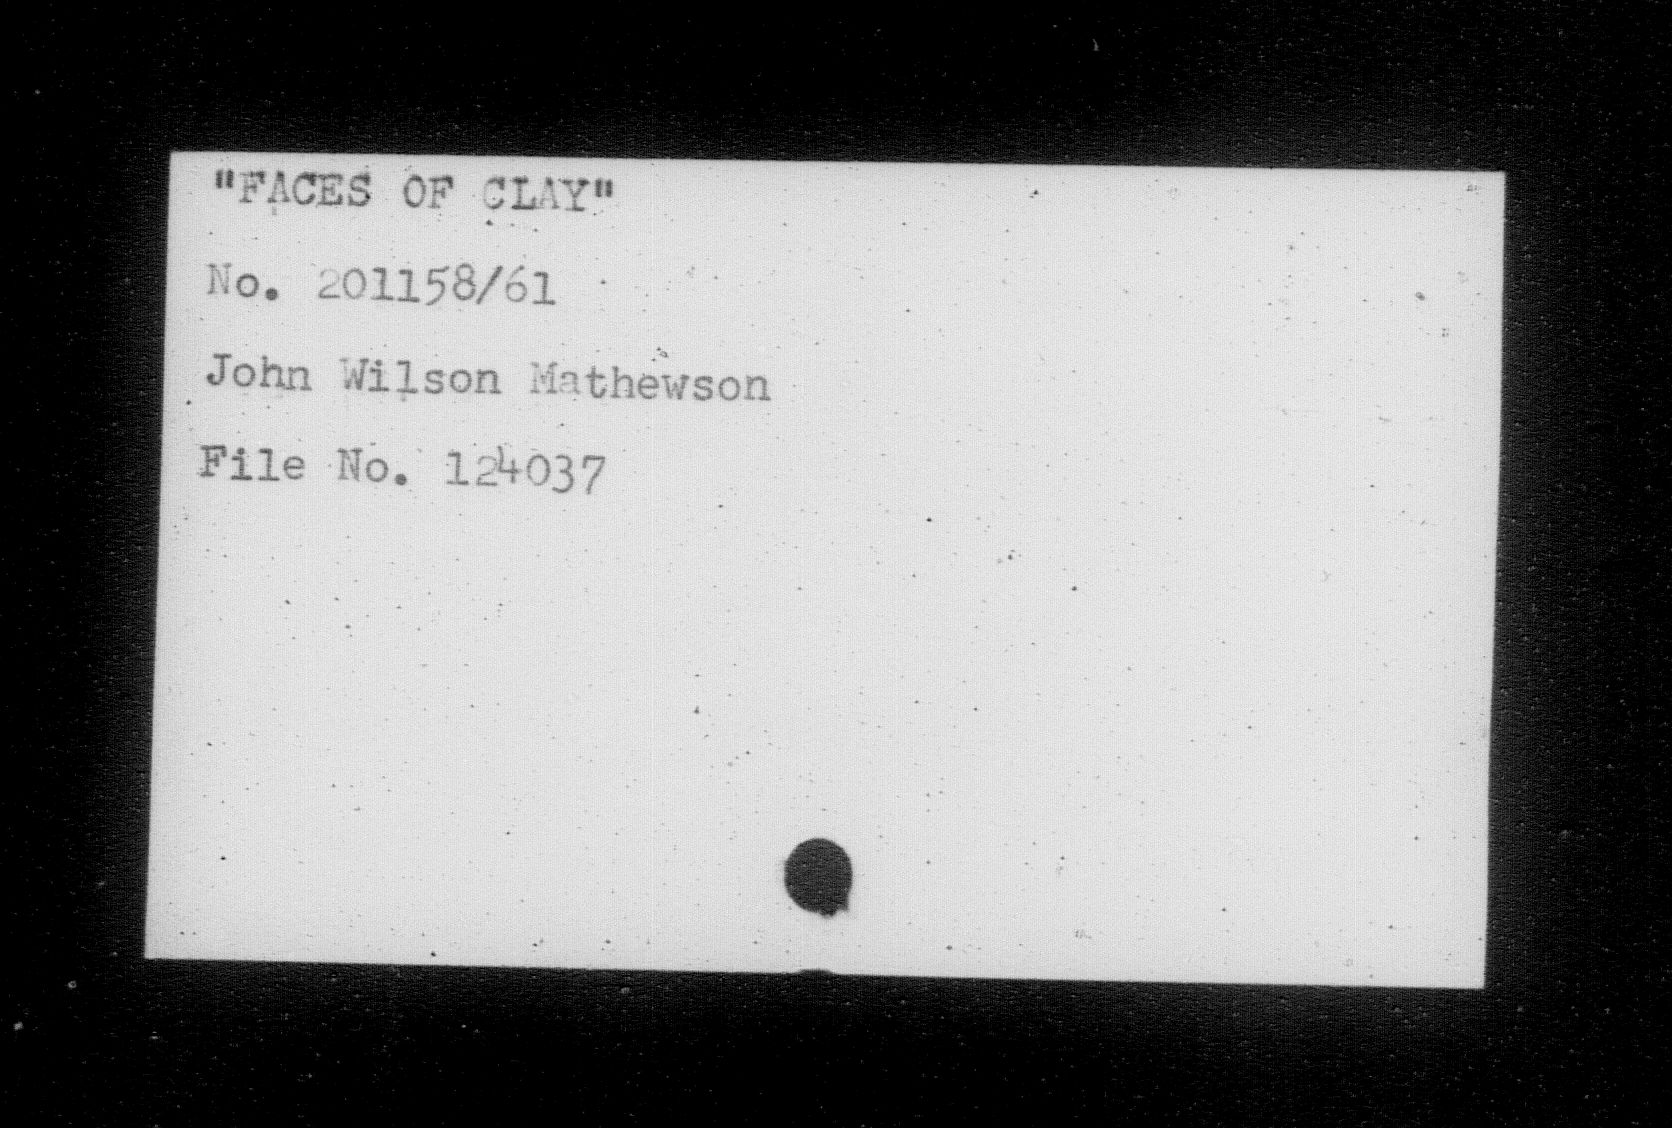 "FACES OF CLAY"
No. 201158/61
John Wilson Mathewson
File No. 124037